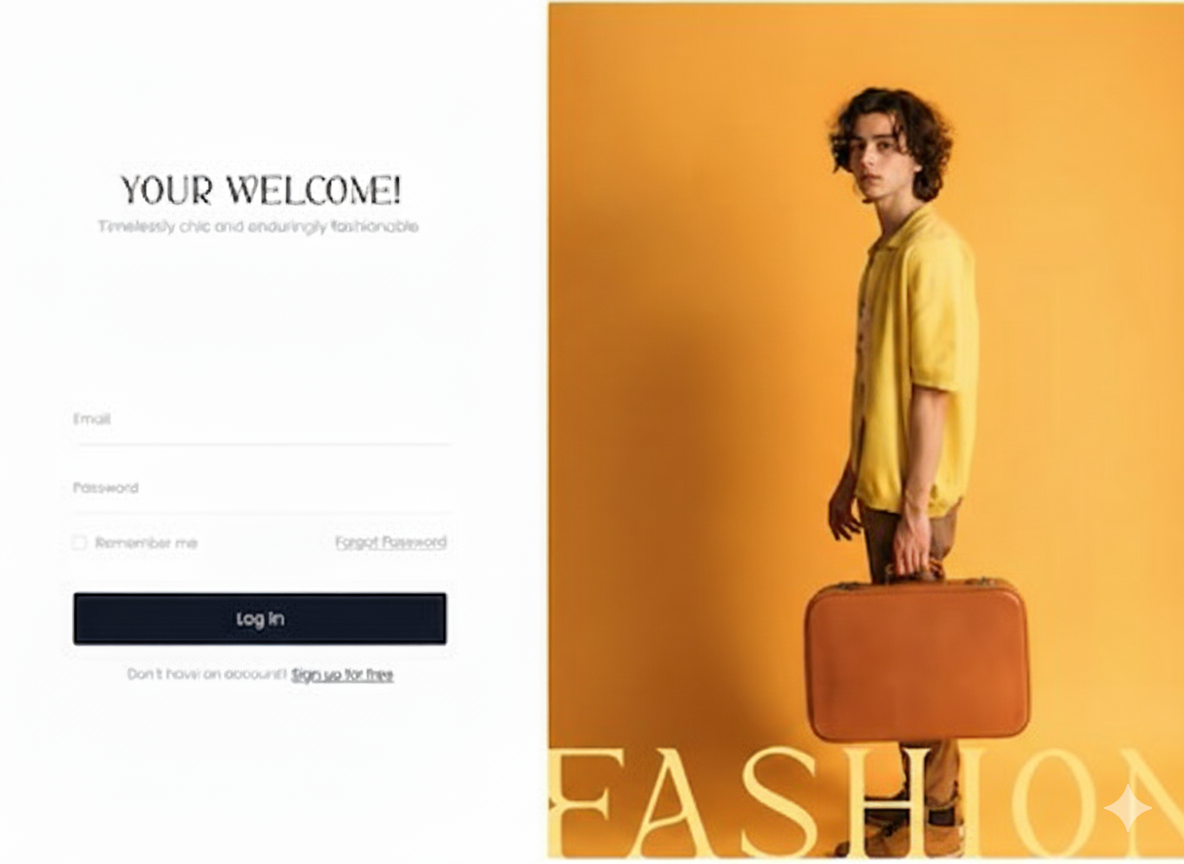 YOUR WELCOME!
Timelessly chic and enduringly fashionable
Email
Password
Remember me
Forgot Password
Log in
Don't have an account! Sign up for free
FASHION